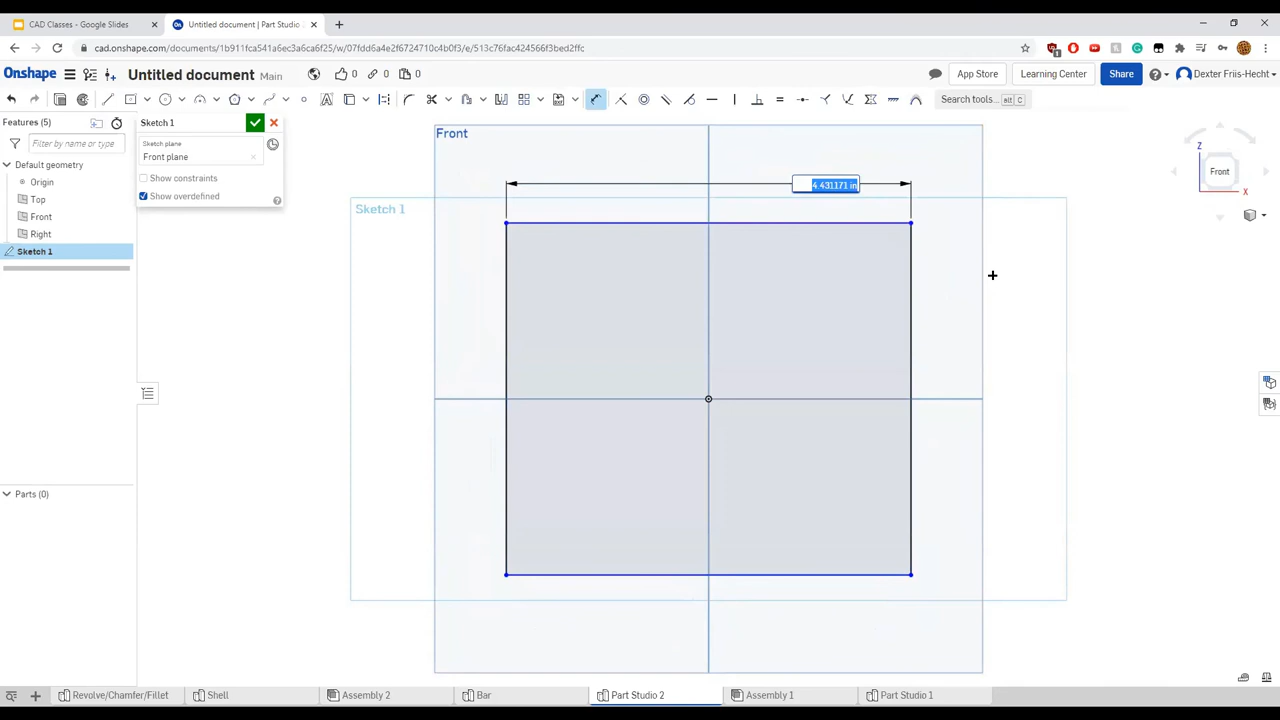 CAD Classes - Google Slides
Untitled document | Part Studio
cad.onshape.com/documents/1b911fca541a6ec3a6ca6f25/w/07fdd6a4e2f6724710c4b0f3/e/513c76fac424566f3bed2ffc
Onshape
Untitled document
Main
0
0
0
App Store
Learning Center
Share
Dexter Friis-Hecht
Search tools...
alt
C
Features (5)
Filter by name or type
Default geometry
Origin
Top
Front
Right
Sketch 1
Parts (0)
Sketch 1
Sketch plane
Front plane
Show constraints
Show overdefined
Front
Sketch 1
4.431171 in
Z
Front
X
Revolve/Chamfer/Fillet
Shell
Assembly 2
Bar
Part Studio 2
Assembly 1
Part Studio 1